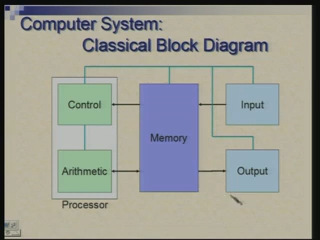 Computer System:
Classical Block Diagram
Control
Input
Memory
Arithmetic
Output
Processor